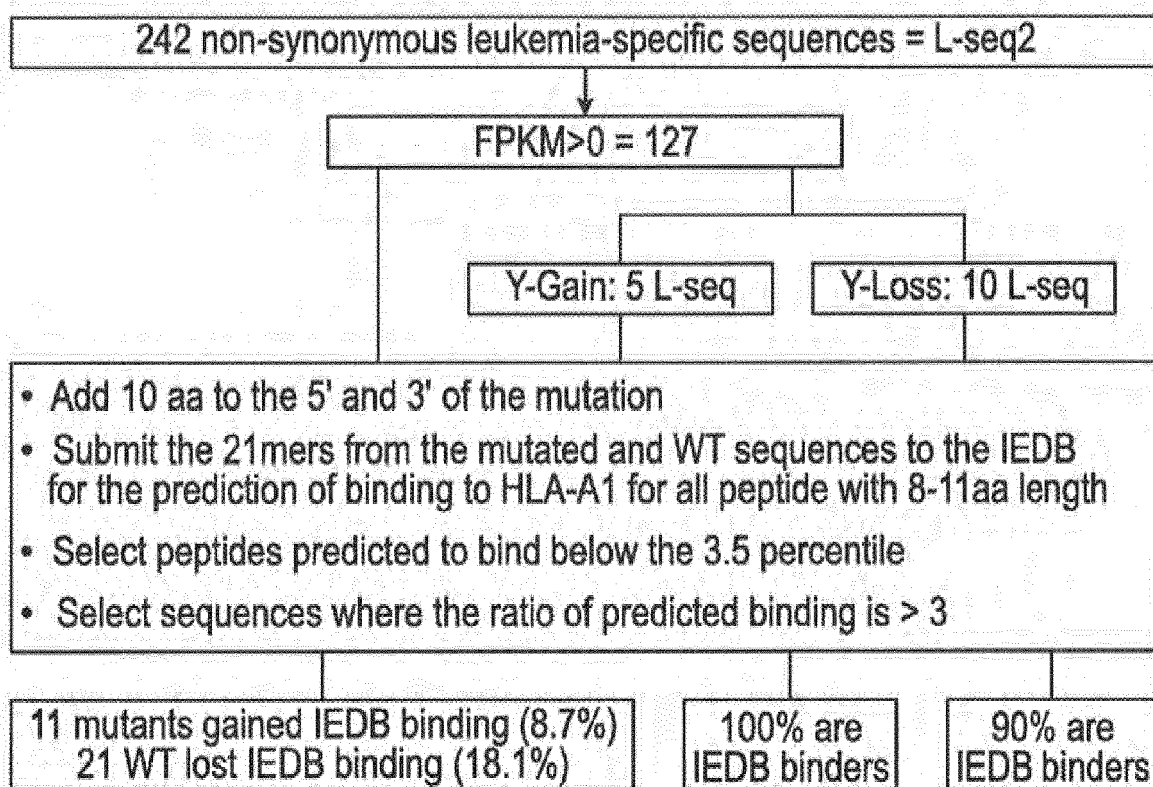 242 non-synonymous leukemia-specific sequences = L-seq2
FPKM>0 = 127
Y-Gain: 5 L-seq
Y-Loss: 10 L-seq
• Add 10 aa to the 5' and 3' of the mutation
• Submit the 21mers from the mutated and WT sequences to the IEDB
for the prediction of binding to HLA-A1 for all peptide with 8-11aa length
• Select peptides predicted to bind below the 3.5 percentile
• Select sequences where the ratio of predicted binding is > 3
11 mutants gained IEDB binding (8.7%)
21 WT lost IEDB binding (18.1%)
100% are
IEDB binders
90% are
IEDB binders